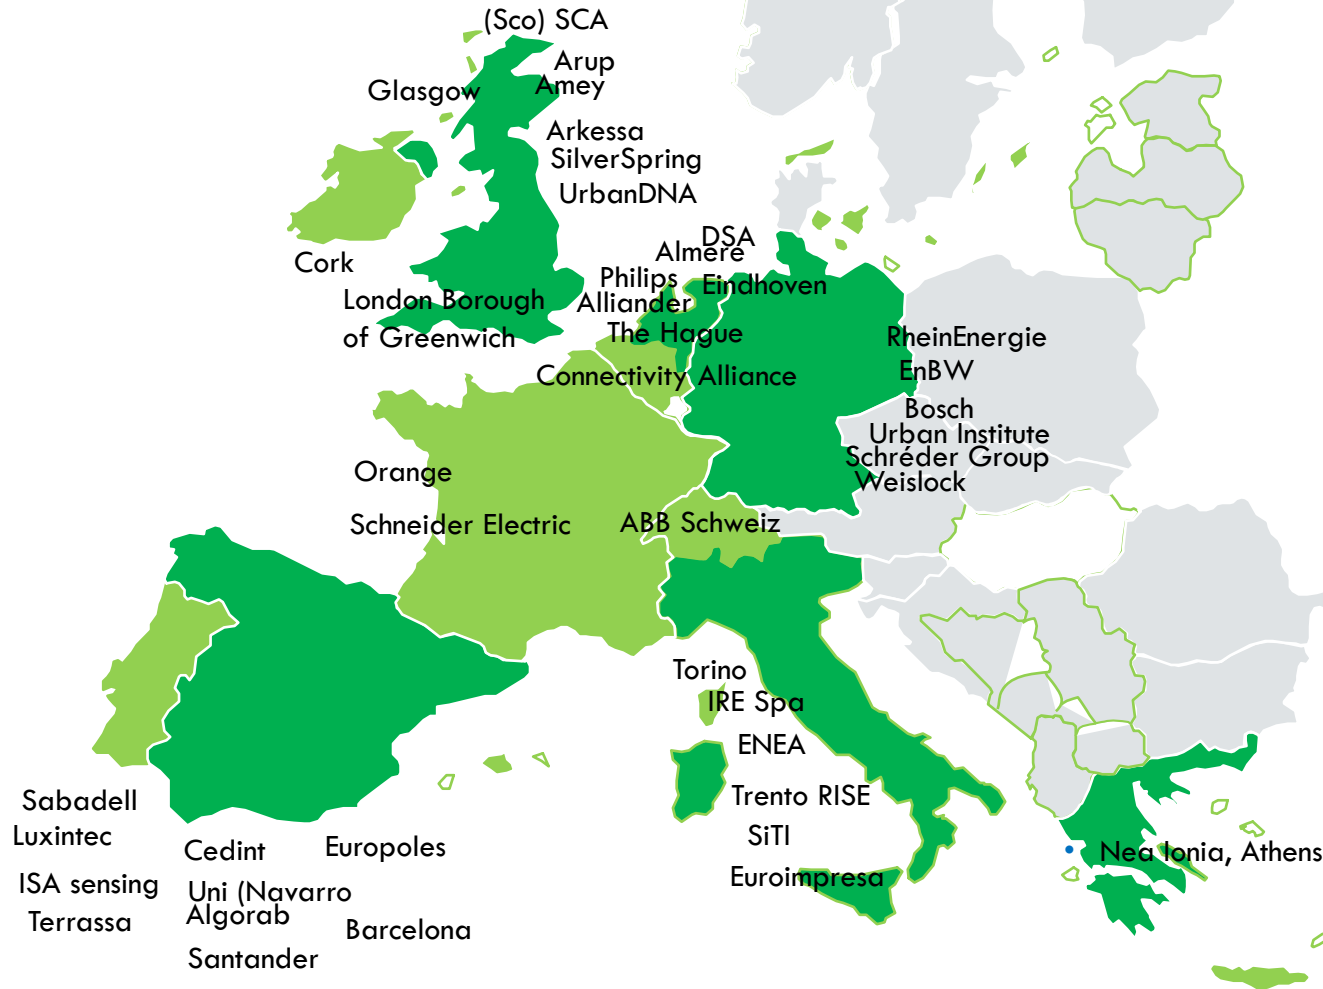 (Sco) SCA
Arup
Amey
Glasgow
Arkessa
SilverSpring
UrbanDNA
Cork
London Borough
of Greenwich
DSA
Almere
Philips
Eindhoven
Alliander
The Hague
Connectivity Alliance
RheinEnergie
EnBW
Bosch
Urban Institute
Schréder Group
Weislock
Orange
Schneider Electric
ABB Schweiz
Torino
IRE Spa
ENEA
Trento RISE
SiTI
Euroimpresa
Nea Ionia, Athens
Sabadell
Luxintec
ISA sensing
Terrassa
Cedint
Uni (Navarro
Algorab
Santander
Europoles
Barcelona